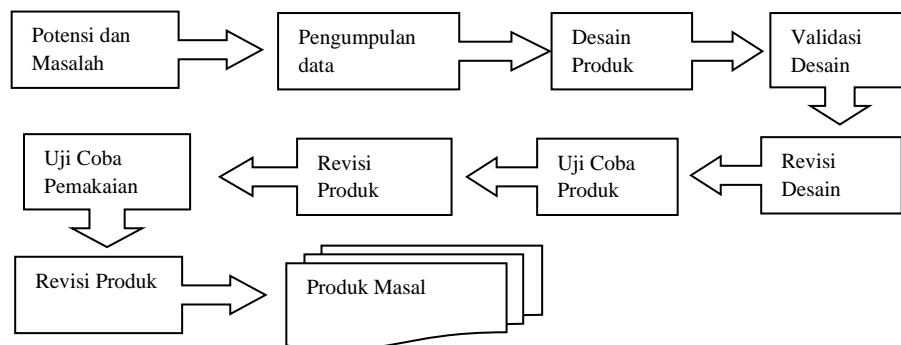 Potensi dan
Masalah
Pengumpulan
data
Desain
Produk
Validasi
Desain
Revisi
Desain
Uji Coba
Produk
Revisi
Produk
Uji Coba
Pemakaian
Revisi Produk
Produk Masal